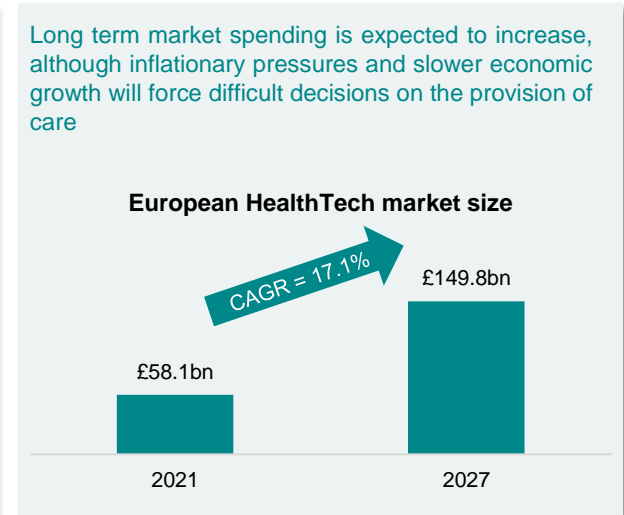 Long term market spending is expected to increase,
although inflationary pressures and slower economic
growth will force difficult decisions on the provision of
care
European HealthTech market size
CAGR = 17.1%
£149.8bn
£58.1bn
2021
2027